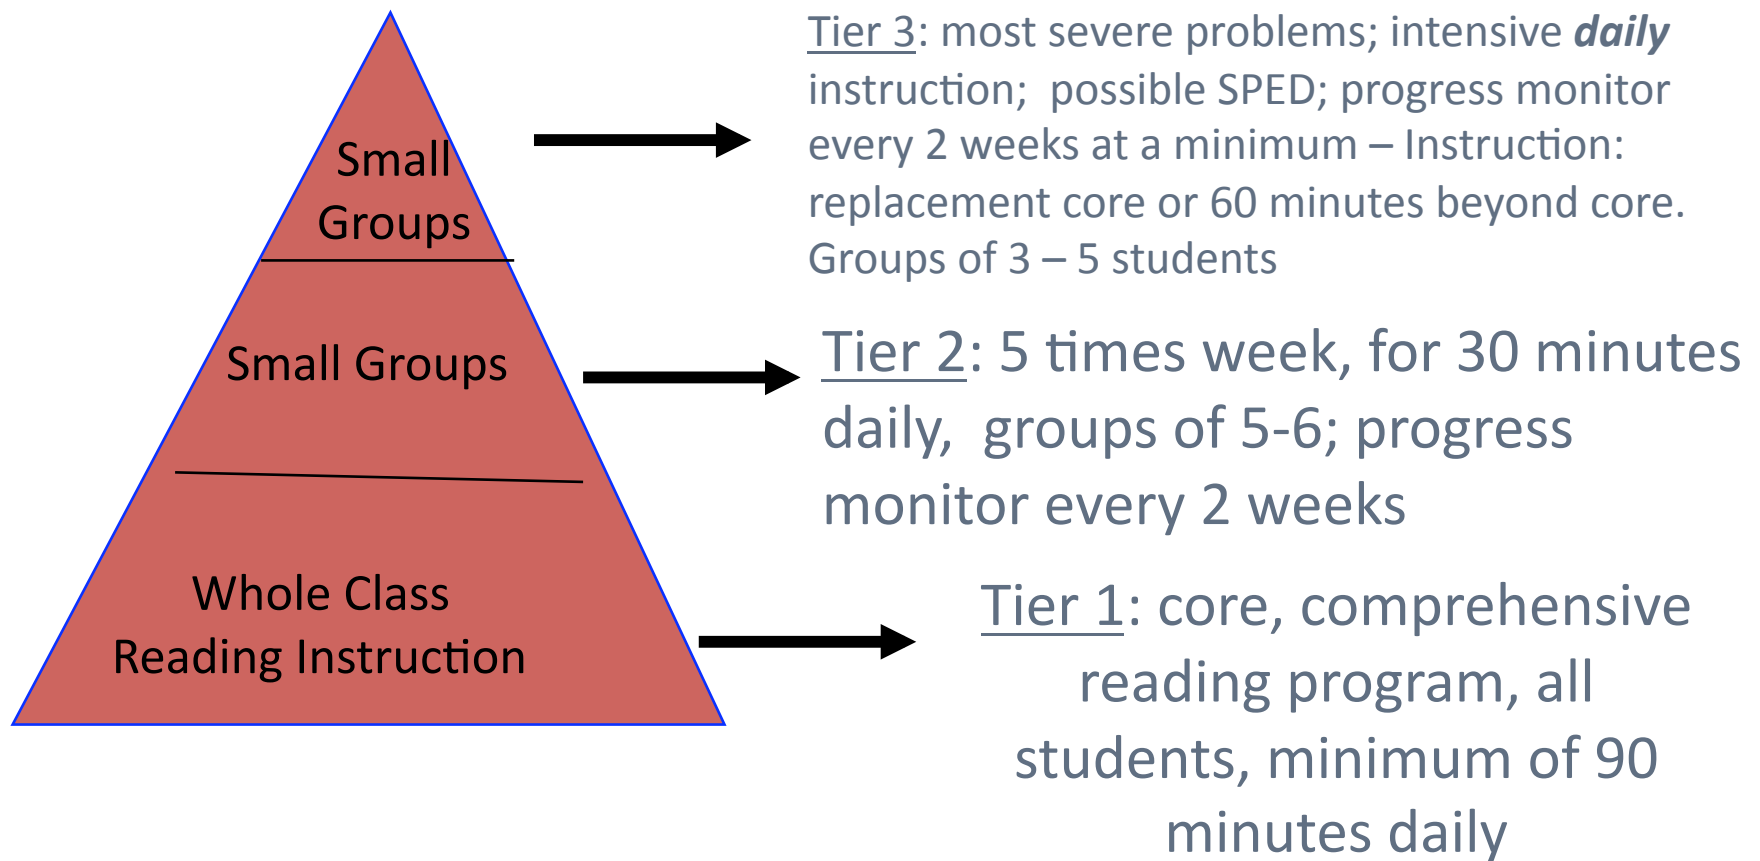 Small
Groups
Small Groups
Whole Class
Reading Instruction
Tier 3: most severe problems; intensive daily
instruction;  possible SPED; progress monitor
every 2 weeks at a minimum – Instruction:
replacement core or 60 minutes beyond core.
Groups of 3 – 5 students
Tier 2: 5 times week, for 30 minutes
daily,  groups of 5-6; progress
monitor every 2 weeks
Tier 1: core, comprehensive
reading program, all
students, minimum of 90
minutes daily